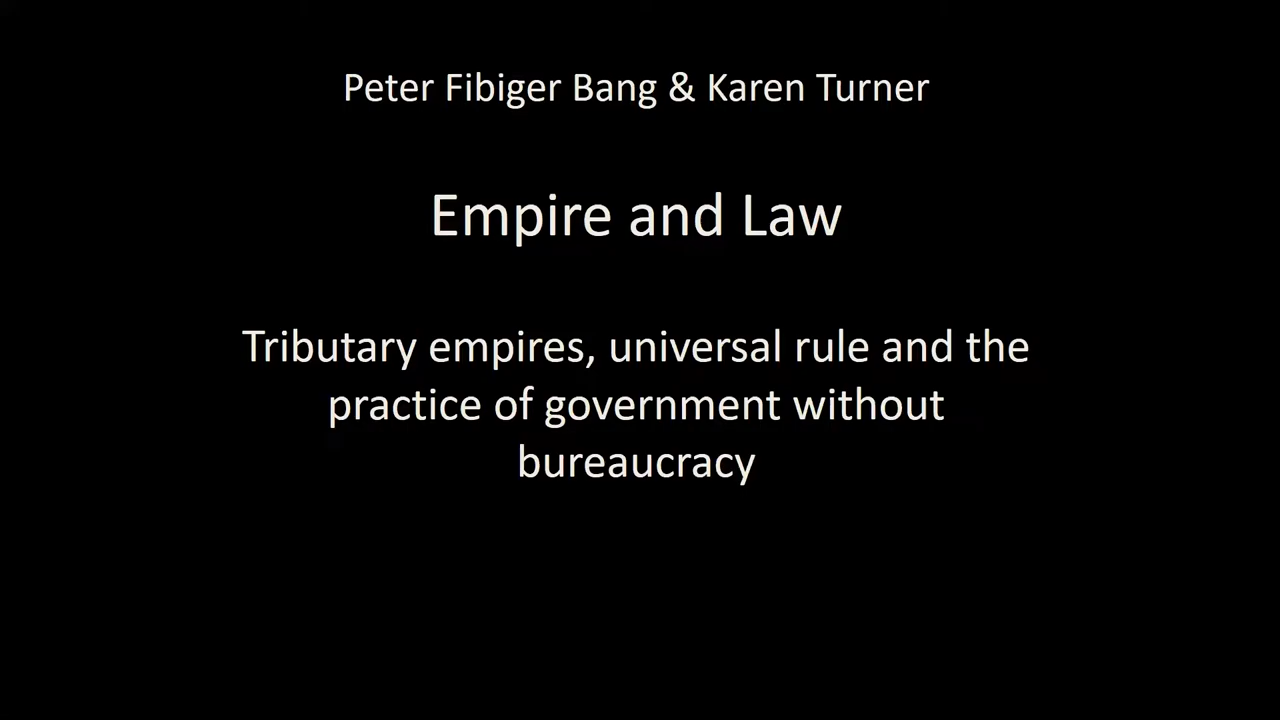 Peter Fibiger Bang & Karen Turner
Empire and Law
Tributary empires, universal rule and the
practice of government without
bureaucracy